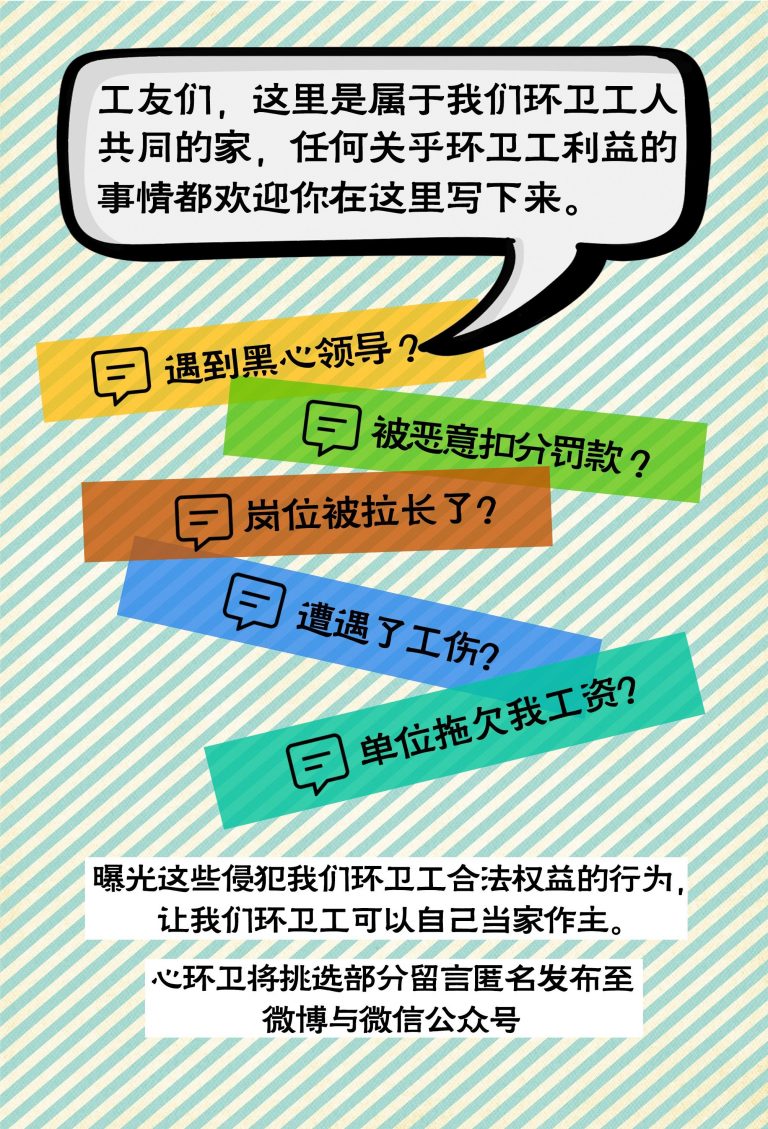 工友们，这里是属于我们环卫工人
共同的家，任何关乎环卫工利益的
事情都欢迎你在这里写下来。
遇到黑心领导？
被恶意扣分罚款？
岗位被拉长了？
遭遇了工伤?
单位拖欠我工资?
曝光这些侵犯我们环卫工合法权益的行为，
让我们环卫工可以自己当家作主。
心环卫将挑选部分留言匿名发布至
微博与微信公众号